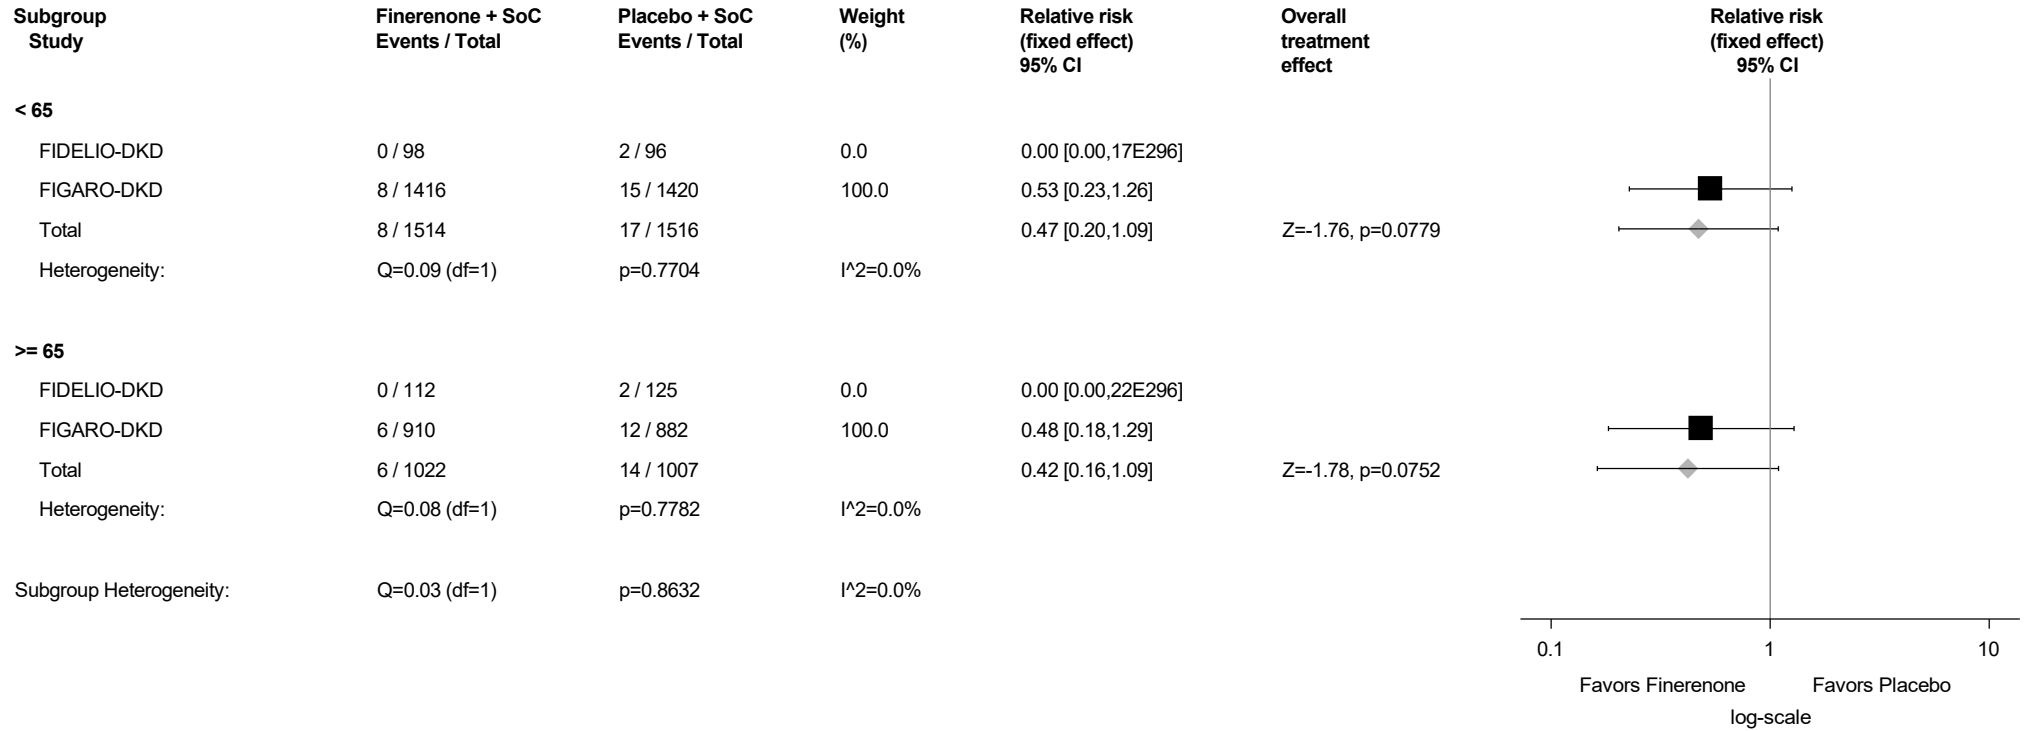 Subgroup Finerenone + SoC Placebo + SoC Weight Relative risk Overall Relative risk
Study Events / Total Events / Total (%) (fixed effect) treatment (fixed effect)
95% CI effect 95% CI
< 65
FIDELIO-DKD 0 / 98 2 / 96 0.0 0.00 [0.00,17E296]
FIGARO-DKD 8 / 1416 15 / 1420 100.0 0.53 [0.23,1.26]
Total 8 / 1514 17 / 1516 0.47 [0.20,1.09] Z=-1.76, p=0.0779
Heterogeneity: Q=0.09 (df=1) p=0.7704 I^2=0.0%
>= 65
FIDELIO-DKD 0 / 112 2 / 125 0.0 0.00 [0.00,22E296]
FIGARO-DKD 6 / 910 12 / 882 100.0 0.48 [0.18,1.29]
Total 6 / 1022 14 / 1007 0.42 [0.16,1.09] Z=-1.78, p=0.0752
Heterogeneity: Q=0.08 (df=1) p=0.7782 I^2=0.0%
Subgroup Heterogeneity: Q=0.03 (df=1) p=0.8632 I^2=0.0%
0.1 1 10
Favors Finerenone Favors Placebo
log-scale